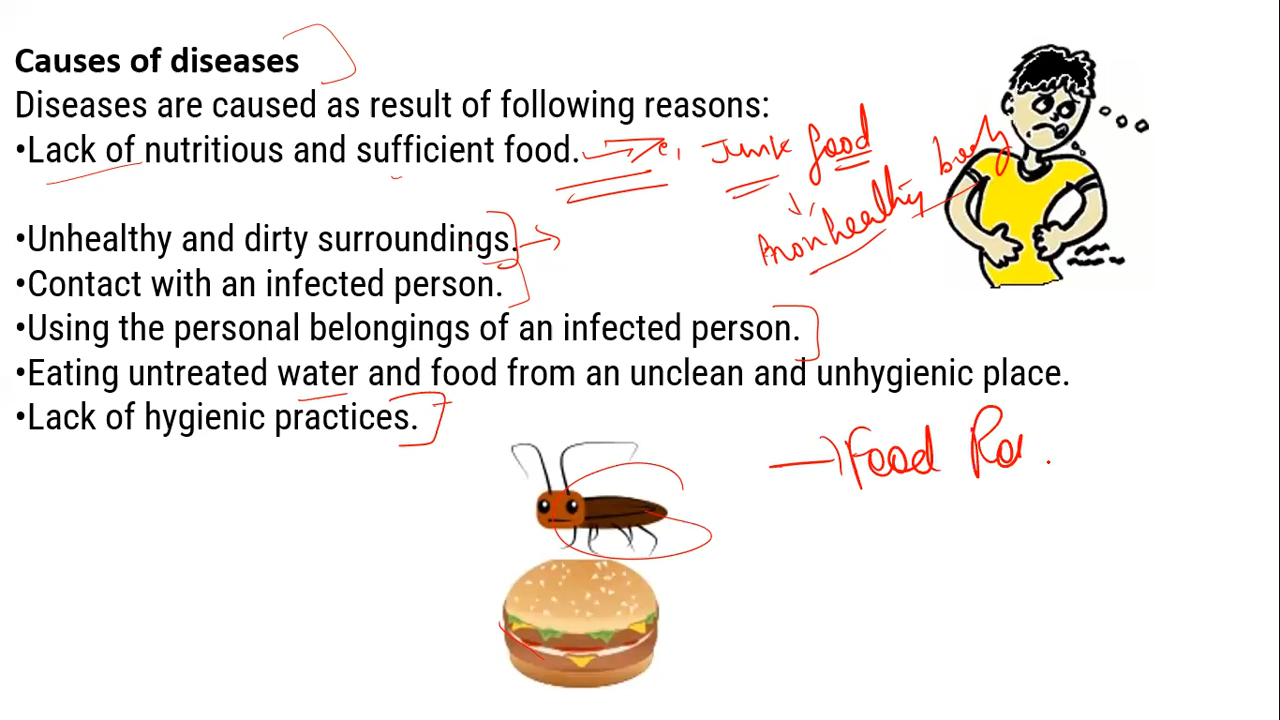 Causes of diseases
Diseases are caused as result of following reasons:
•Lack of nutritious and sufficient food.
Junk food
body
•Unhealthy and dirty surroundings.
•Contact with an infected person.
•Using the personal belongings of an infected person.
•Eating untreated water and food from an unclean and unhygienic place.
•Lack of hygienic practices.
Food